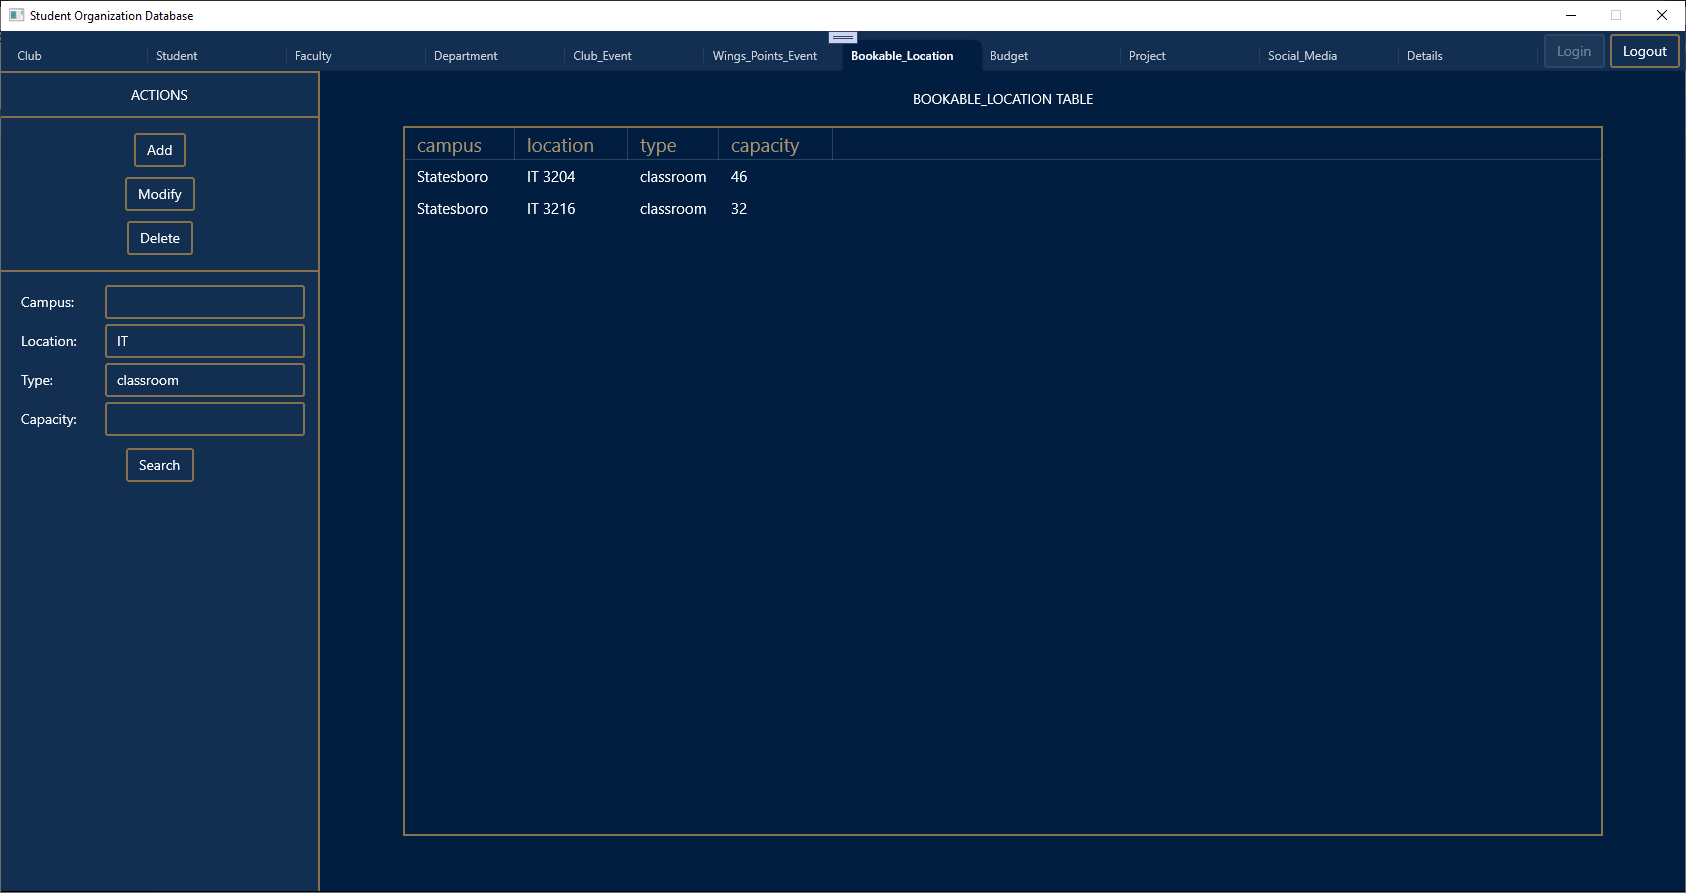 Student Organization Database
Club Student Faculty Department Club_Event Wings_Points_Event Bookable_Location Budget Project Social_Media Details Login Logout
ACTIONS
Add
Modify
Delete
Campus:
Location: IT
Type: classroom
Capacity:
Search
BOOKABLE_LOCATION TABLE
campus location type capacity
Statesboro IT 3204 classroom 46
Statesboro IT 3216 classroom 32